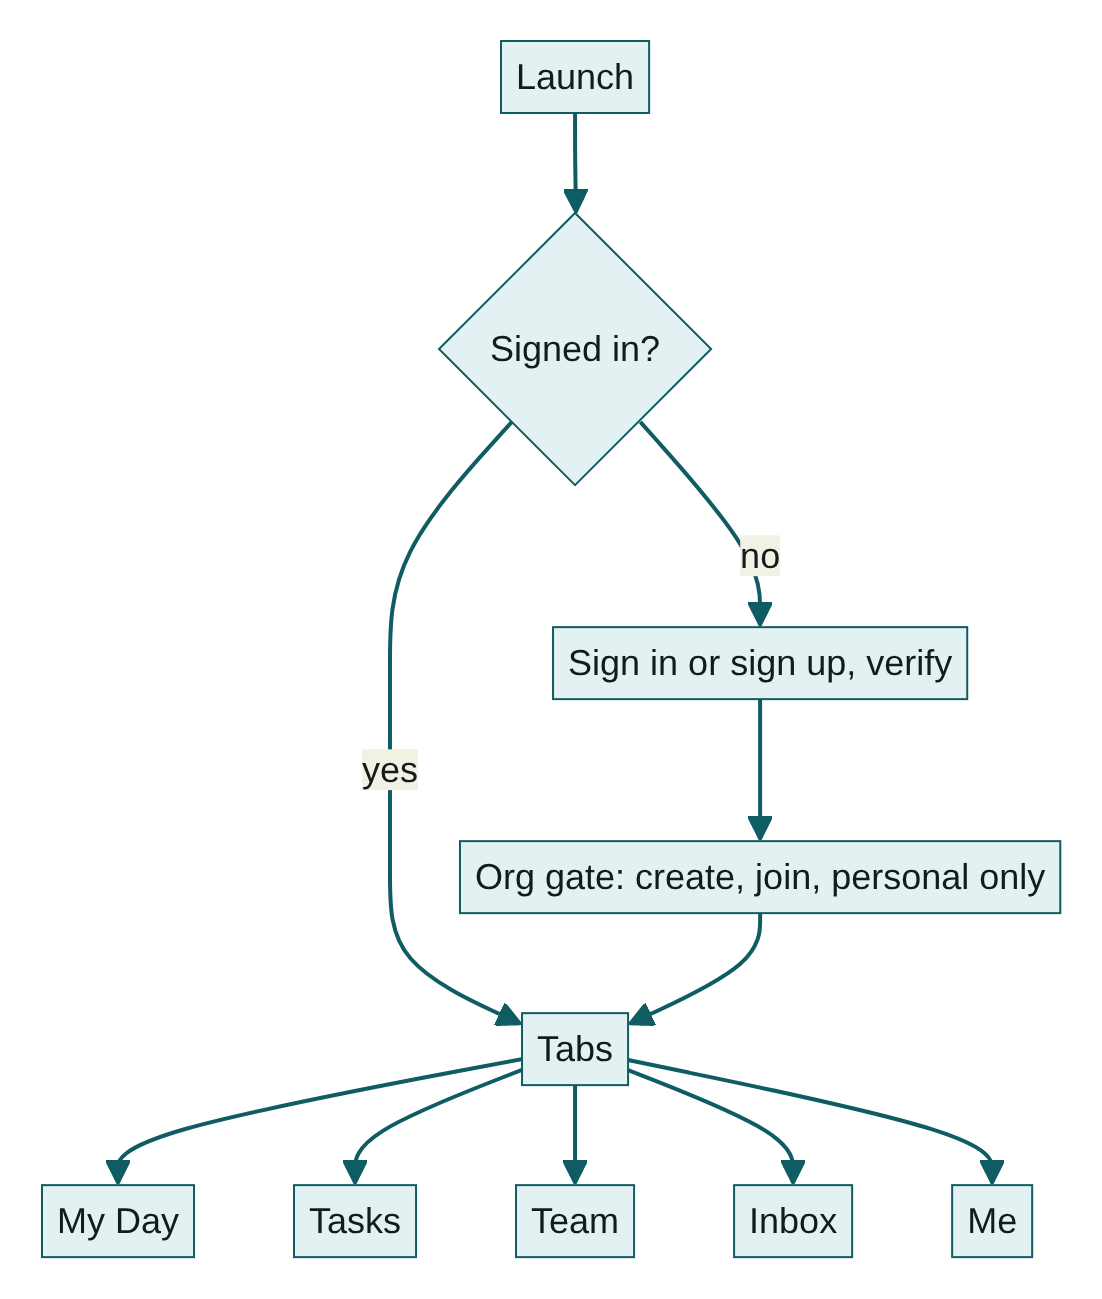 Launch
Signed in?
no
Sign in or sign up, verify
yes
Org gate: create, join, personal only
Tabs
My Day
Tasks
Team
Inbox
Me